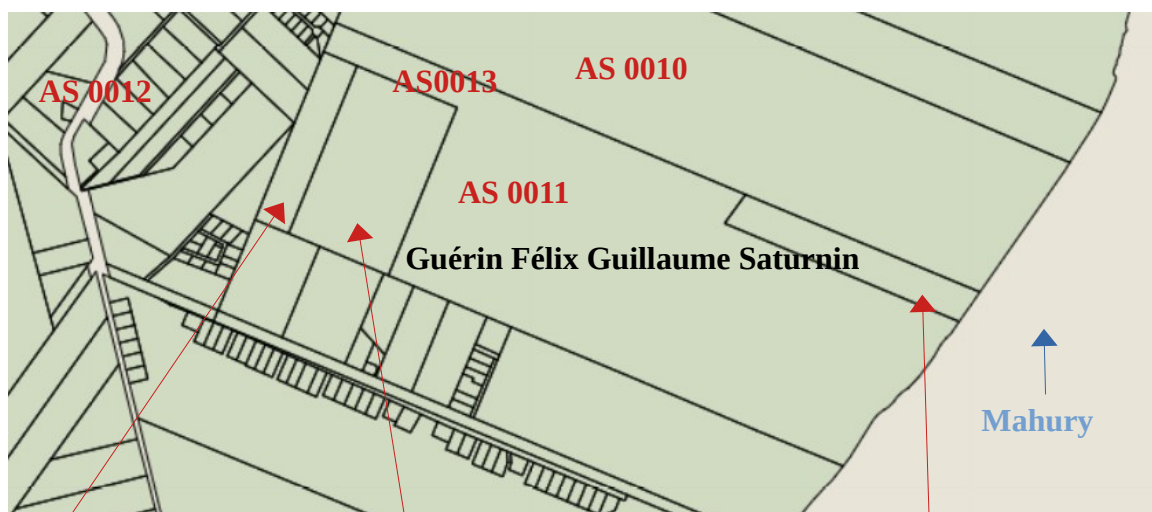 AS 0010
AS0013
AS 0012
AS 0011
Guérin Félix Guillaume Saturnin
Mahury